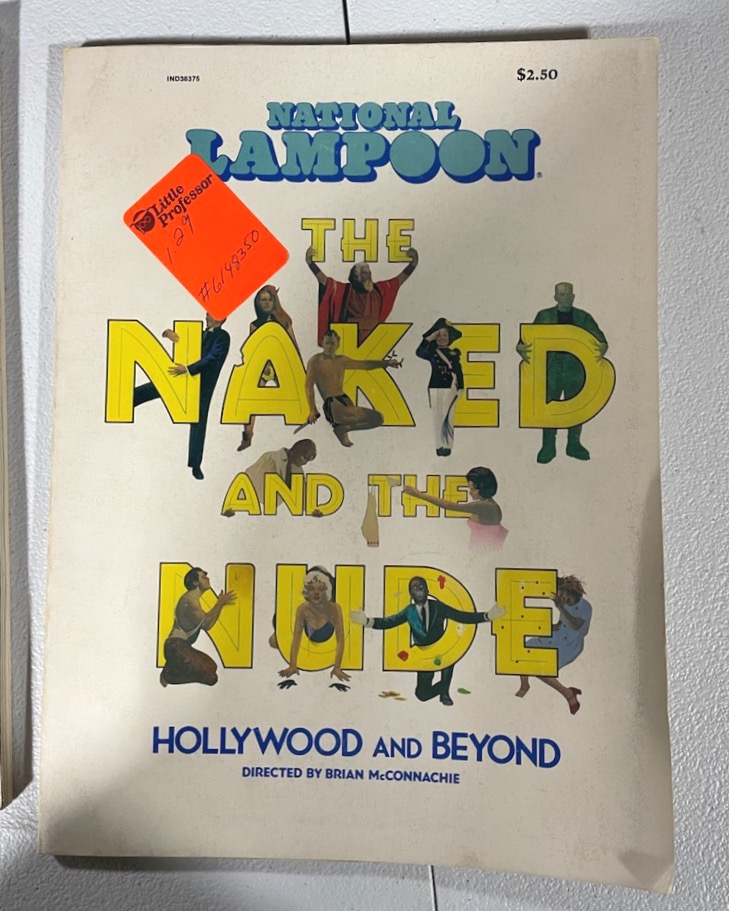 IND38375
$2.50
NATIONAL
LAMPOON®
Little
Professor
1.29
#6148350
THE
NAKED
AND THE
NUDE
HOLLYWOOD AND BEYOND
DIRECTED BY BRIAN McCONNACHIE